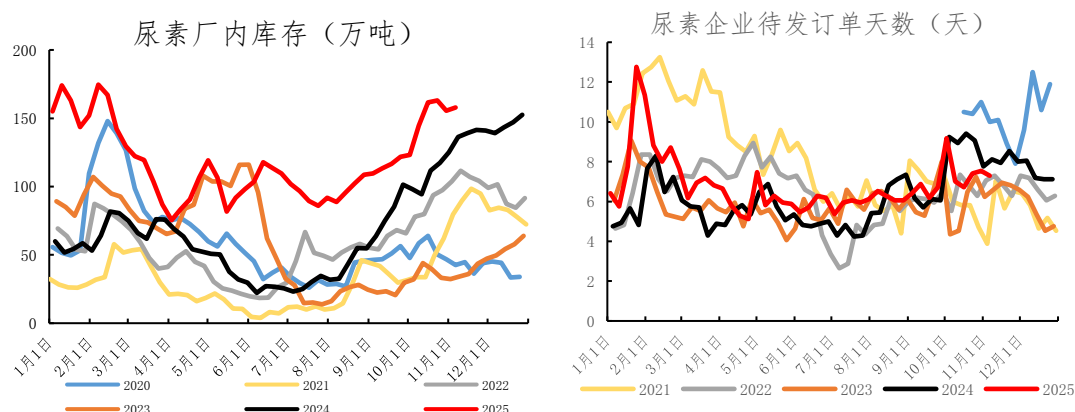 尿素厂内库存（万吨）
200
150
100
50
0
1月1日
2月1日
3月1日
4月1日
5月1日
6月1日
7月1日
8月1日
9月1日
10月1日
11月1日
12月1日
2020
2021
2022
2023
2024
2025
尿素企业待发订单天数（天）
14
12
10
8
6
4
2
0
1月1日
2月1日
3月1日
4月1日
5月1日
6月1日
7月1日
8月1日
9月1日
10月1日
11月1日
12月1日
2021
2022
2023
2024
2025